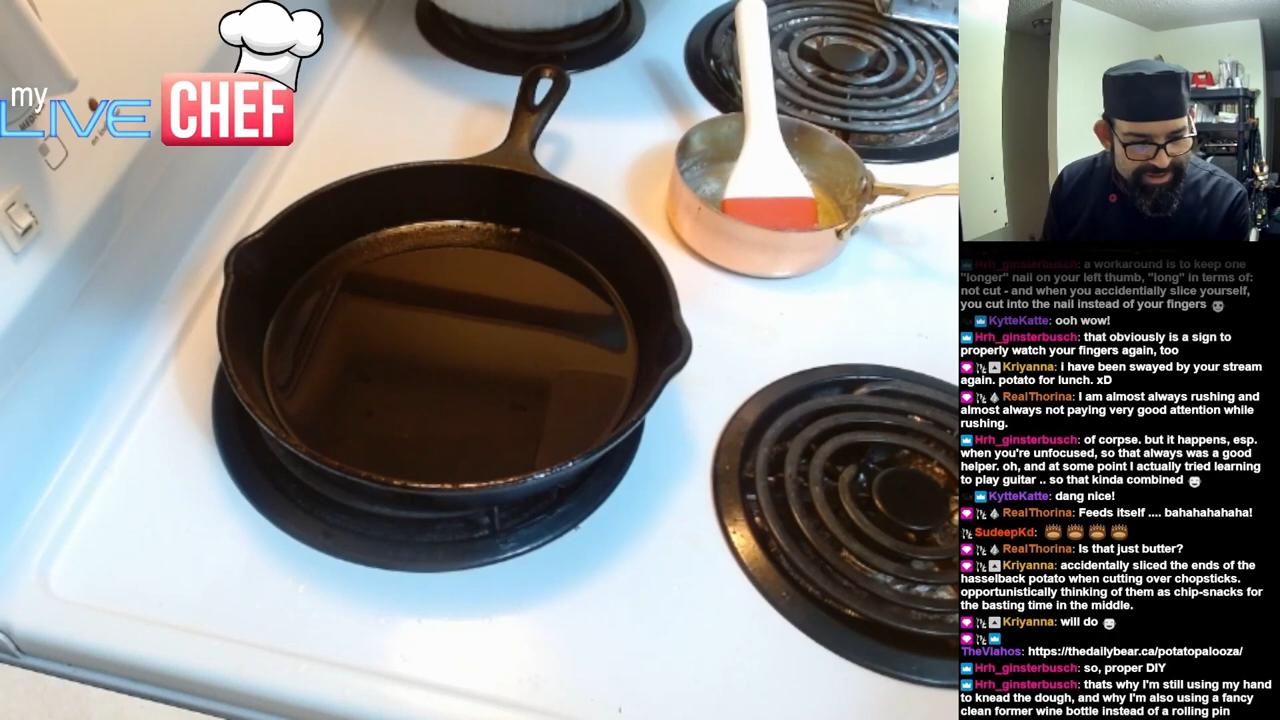 my
LIVE CHEF
Hrh_ginsterbusch: a workaround is to keep one
"longer" nail on your left thumb, "long" in terms of:
not cut - and when you accidentially slice yourself,
you cut into the nail instead of your fingers
KytteKatte: ooh wow!
Hrh_ginsterbusch: that obviously is a sign to
properly watch your fingers again, too
Kriyanna: i have been swayed by your stream
again. potato for lunch. xD
RealThorina: I am almost always rushing and
almost always not paying very good attention while
rushing.
Hrh_ginsterbusch: of corpse. but it happens, esp.
when you're unfocused, so that always was a good
helper. oh, and at some point I actually tried learning
to play guitar .. so that kinda combined
KytteKatte: dang nice!
RealThorina: Feeds itself .... bahahahahaha!
SudeepKd:
RealThorina: Is that just butter?
Kriyanna: accidentally sliced the ends of the
hasselback potato when cutting over chopsticks.
opportunistically thinking of them as chip-snacks for
the basting time in the middle.
Kriyanna: will do
TheVlahos: https://thedailybear.ca/potatopalooza/
Hrh_ginsterbusch: so, proper DIY
Hrh_ginsterbusch: thats why I'm still using my hand
to knead the dough, and why I'm also using a fancy
clean former wine bottle instead of a rolling pin